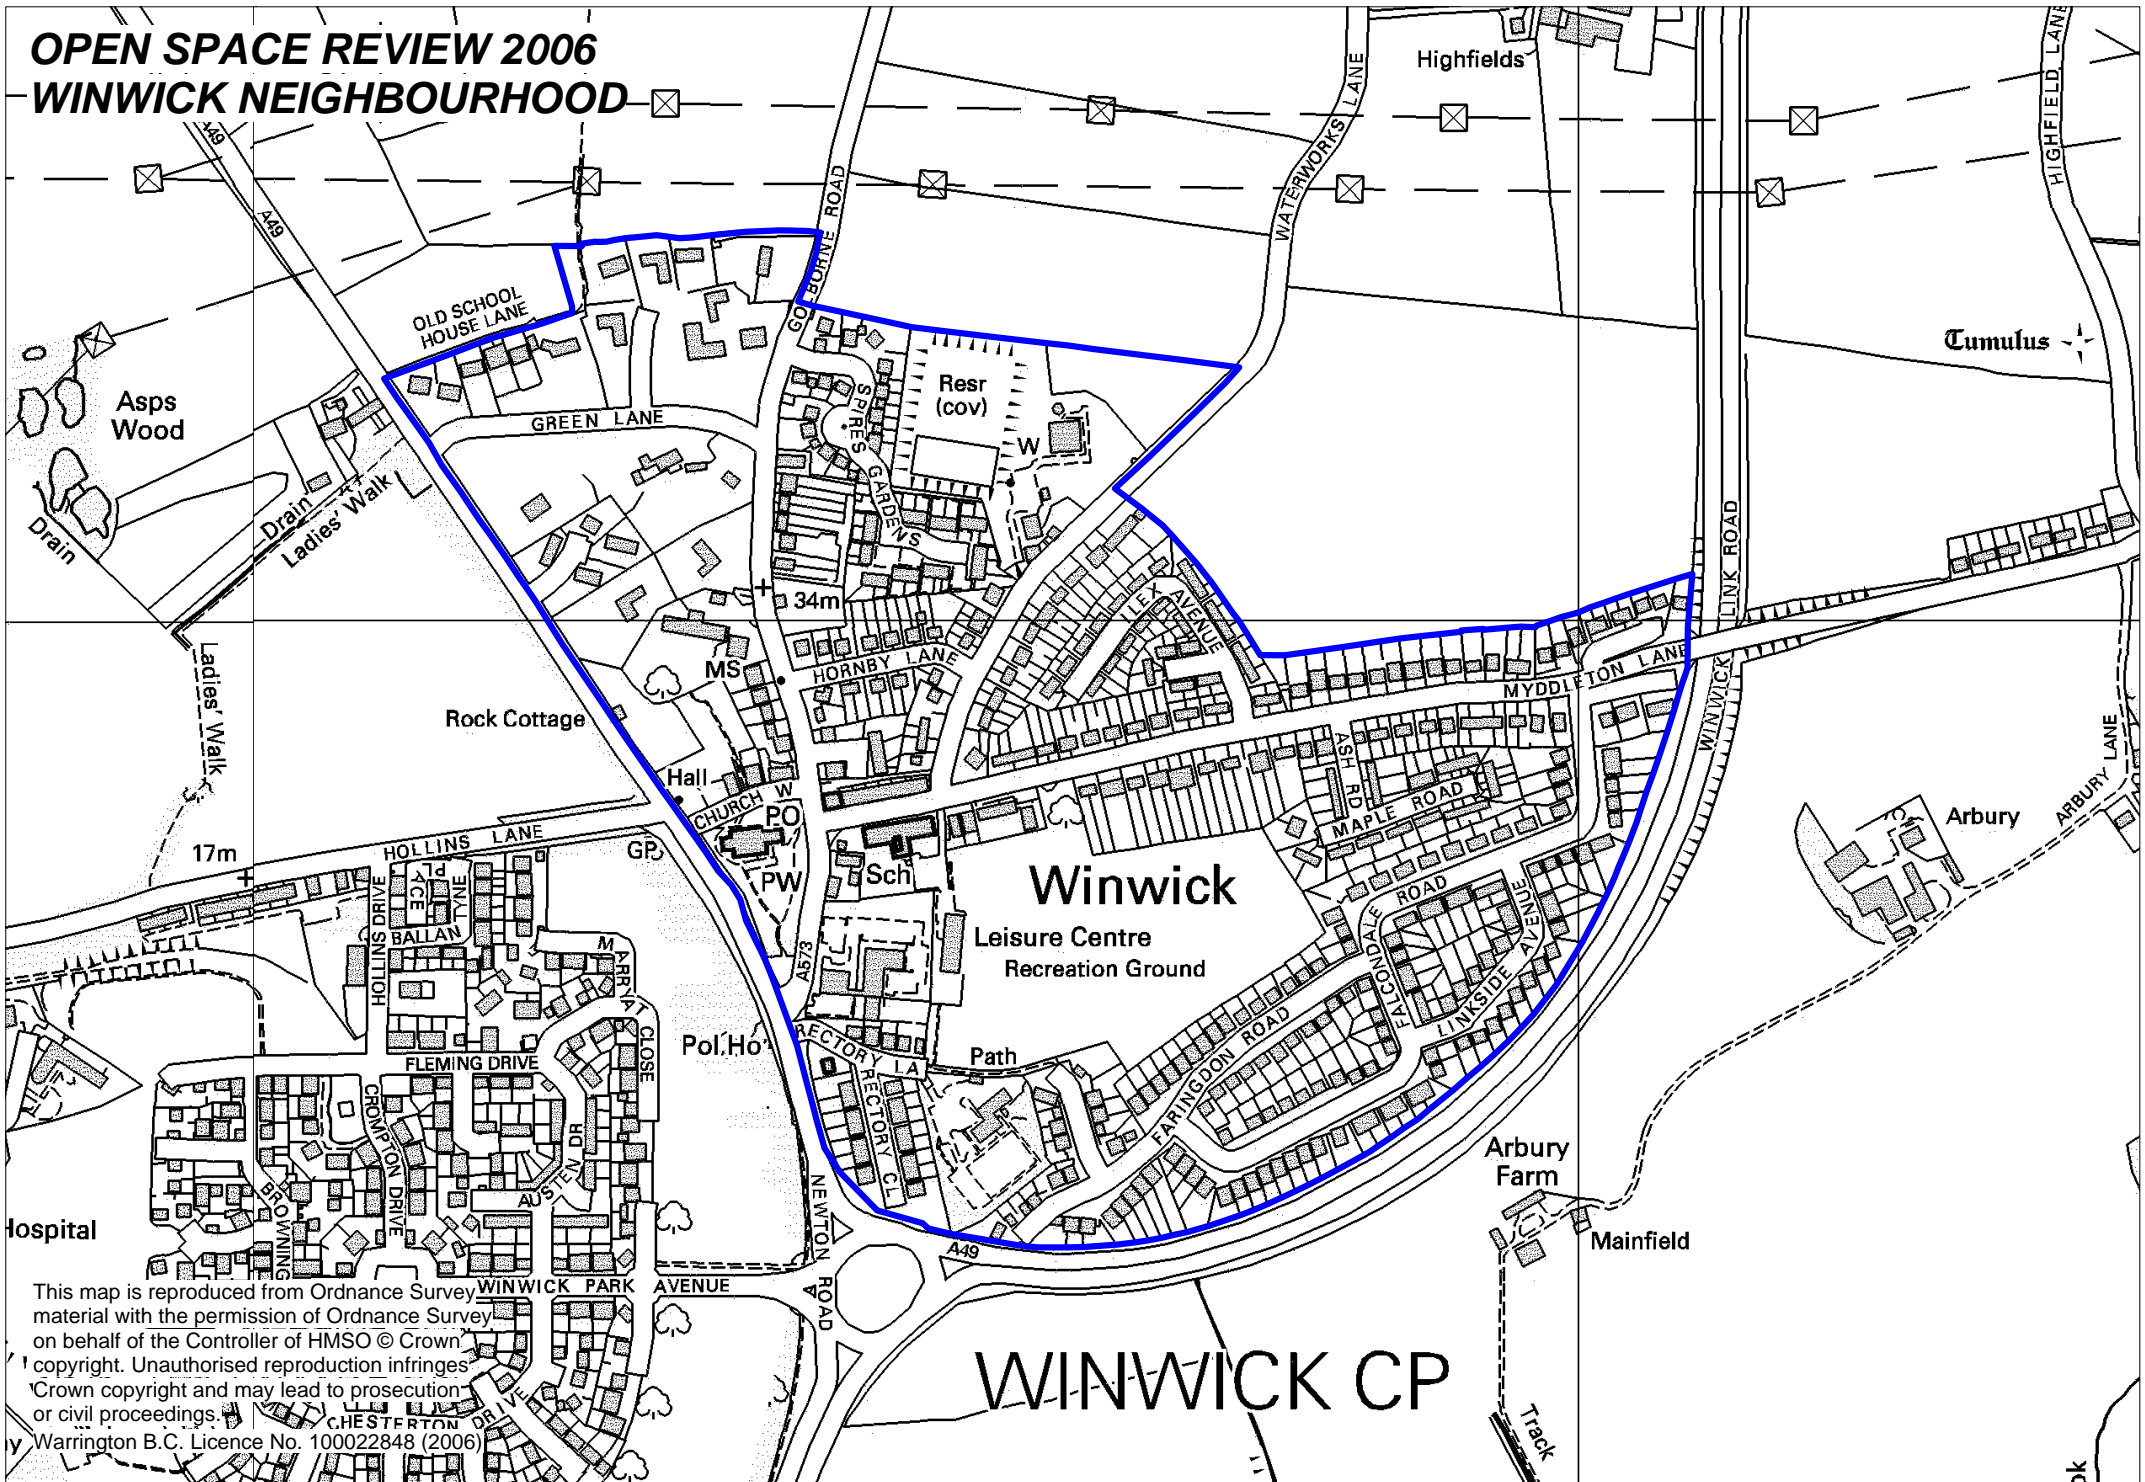 OPEN SPACE REVIEW 2006
WINWICK NEIGHBOURHOOD
Highfields
A49
A49
GOLBORNE ROAD
WATERWORKS LANE
HIGHFIELD LANE
OLD SCHOOL
HOUSE LANE
Tumulus
Asps
Wood
Resr
(cov)
GREEN LANE
SPIRES GARDENS
W
Drain
Drain
Ladies' Walk
LINK ROAD
34m
Ladies' Walk
MS
HORNBY LANE
AVENUE
MYDDLETON LANE
WINWICK
Rock Cottage
ASH RD
ARBURY LANE
Hall
CHURCH W
PO
MAPLE ROAD
Arbury
HOLLINS LANE
17m
GP
PW
Sch
Winwick
HOLLINS DRIVE
BALLAN
TYNE
PLACE
FALCONDALE ROAD
LINKSIDE AVENUE
MARRYAT CLOSE
A573
Leisure Centre
Recreation Ground
Pol Ho
RECTORY LA
Path
FARINGDON ROAD
FLEMING DRIVE
CROMPTON DRIVE
RECTORY CL
AUSTEN DR
Arbury
Farm
BROWNING
NEWTON ROAD
A49
Hospital
Mainfield
WINWICK PARK AVENUE
This map is reproduced from Ordnance Survey
material with the permission of Ordnance Survey
on behalf of the Controller of HMSO © Crown
copyright. Unauthorised reproduction infringes
Crown copyright and may lead to prosecution
or civil proceedings.
Warrington B.C. Licence No. 100022848 (2006)
CHESTERTON
DRIVE
WINWICK CP
Track